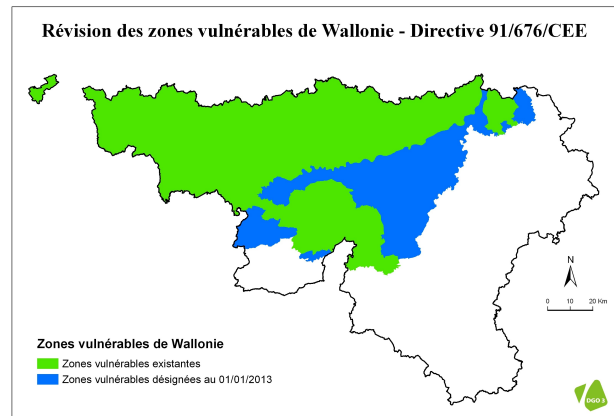 Révision des zones vulnérables de Wallonie - Directive 91/676/CEE
N
0 10 20 Km
Zones vulnérables de Wallonie
Zones vulnérables existantes
Zones vulnérables désignées au 01/01/2013
DGO 3